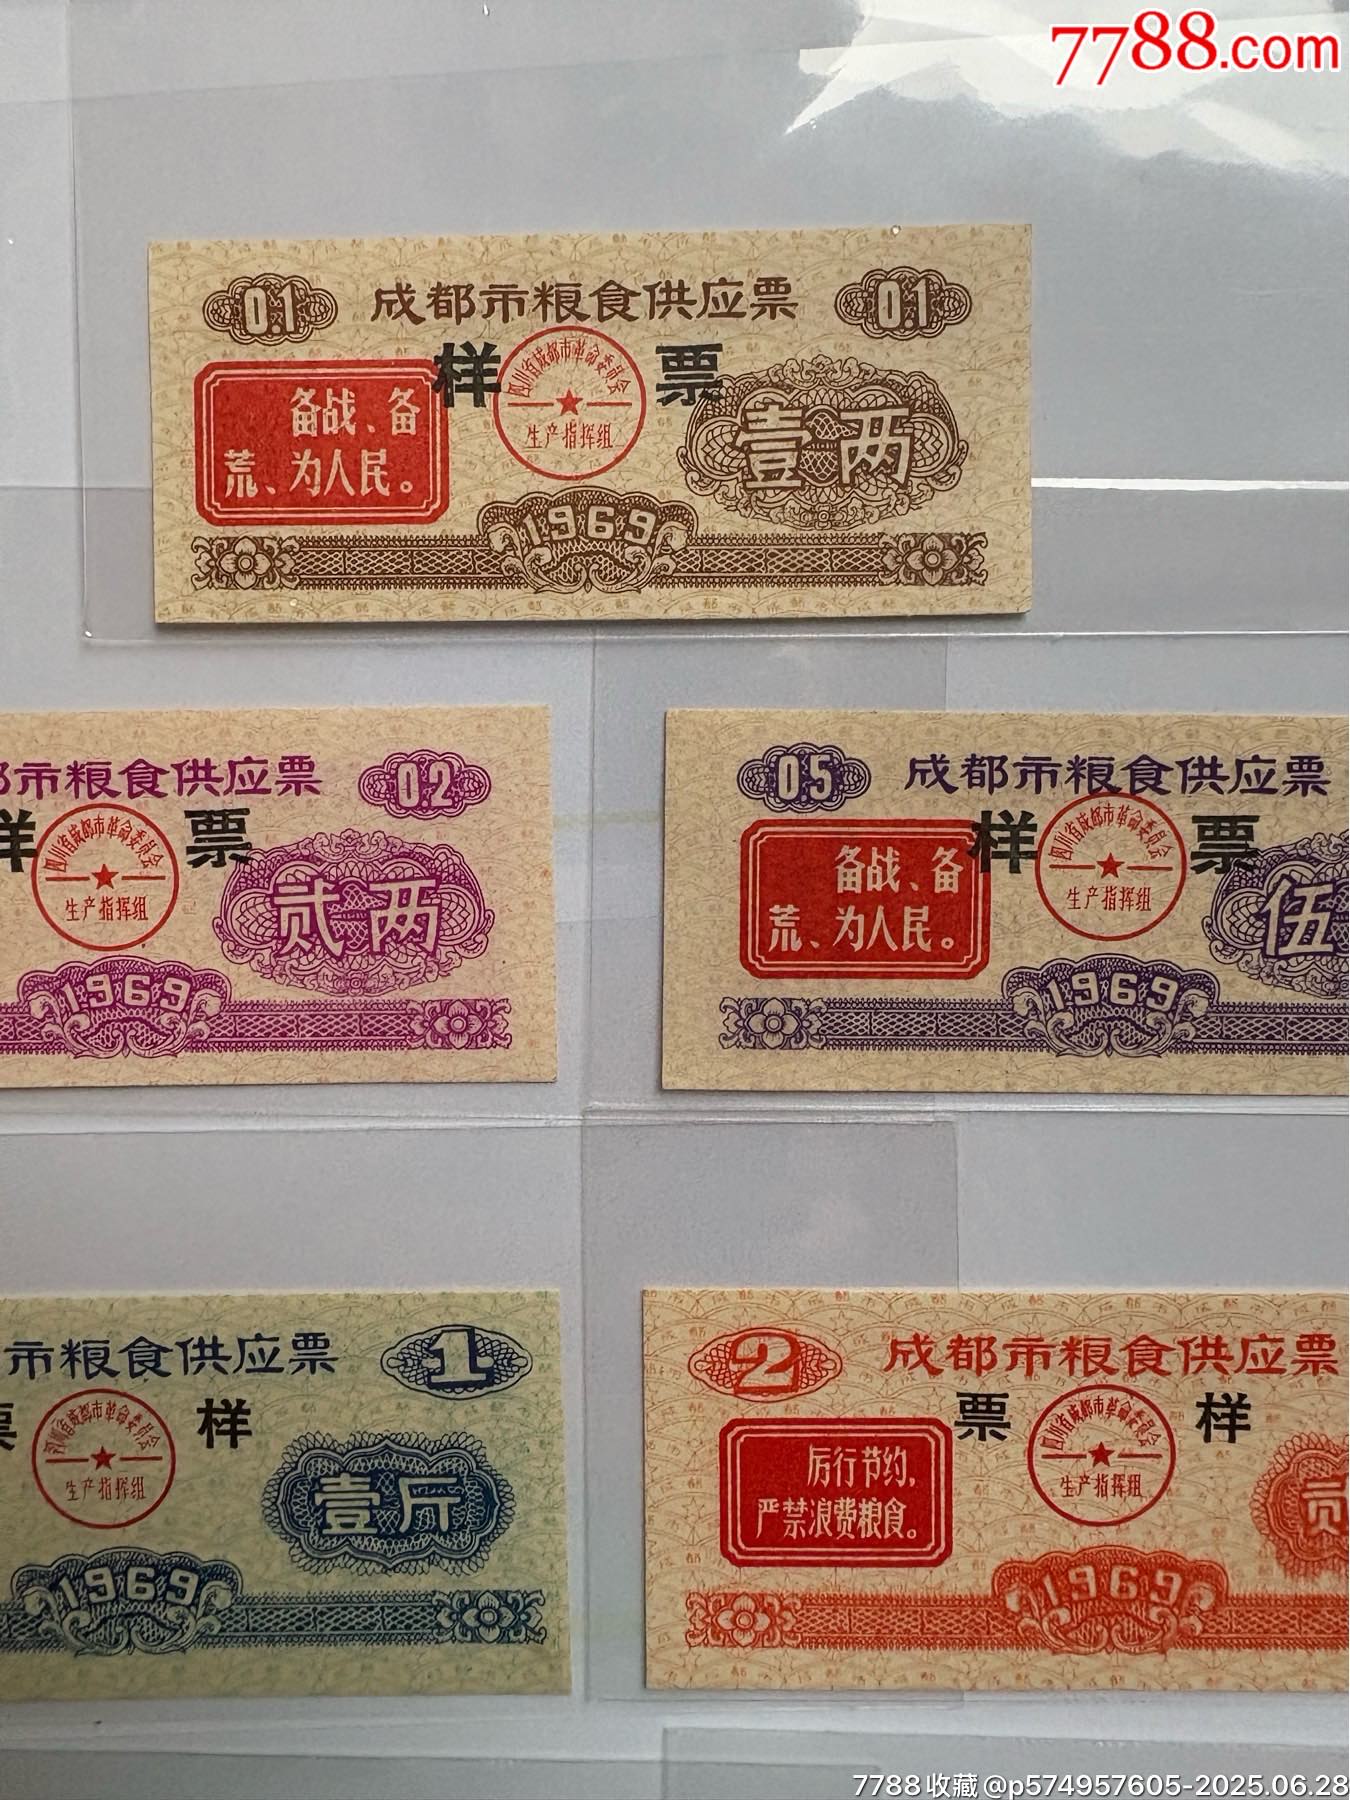 7788.com
0.1 成都市粮食供应票 0.1
样 票
四川省成都市革命委员会
生产指挥组
备战、备
荒、为人民。
壹两
1969
都市粮食供应票 0.2
样 票
四川省成都市革命委员会
生产指挥组
贰两
1969
0.5 成都市粮食供应票
样 票
备战、备
荒、为人民。
四川省成都市革命委员会
生产指挥组
伍
1969
市粮食供应票 1
票 样
四川省成都市革命委员会
生产指挥组
壹斤
1969
2 成都市粮食供应票
票 样
厉行节约,
严禁浪费粮食。
四川省成都市革命委员会
生产指挥组
贰
1969
7788收藏@p574957605-2025.06.28